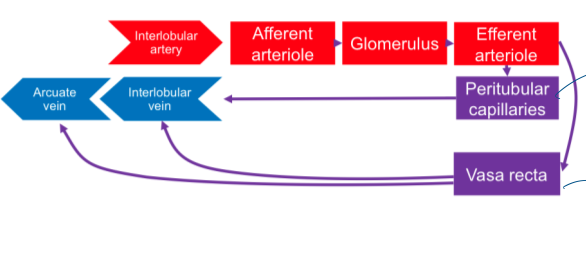 Interlobular
artery
Afferent
arteriole
Glomerulus
Efferent
arteriole
Arcuate
vein
Interlobular
vein
Peritubular
capillaries
Vasa recta